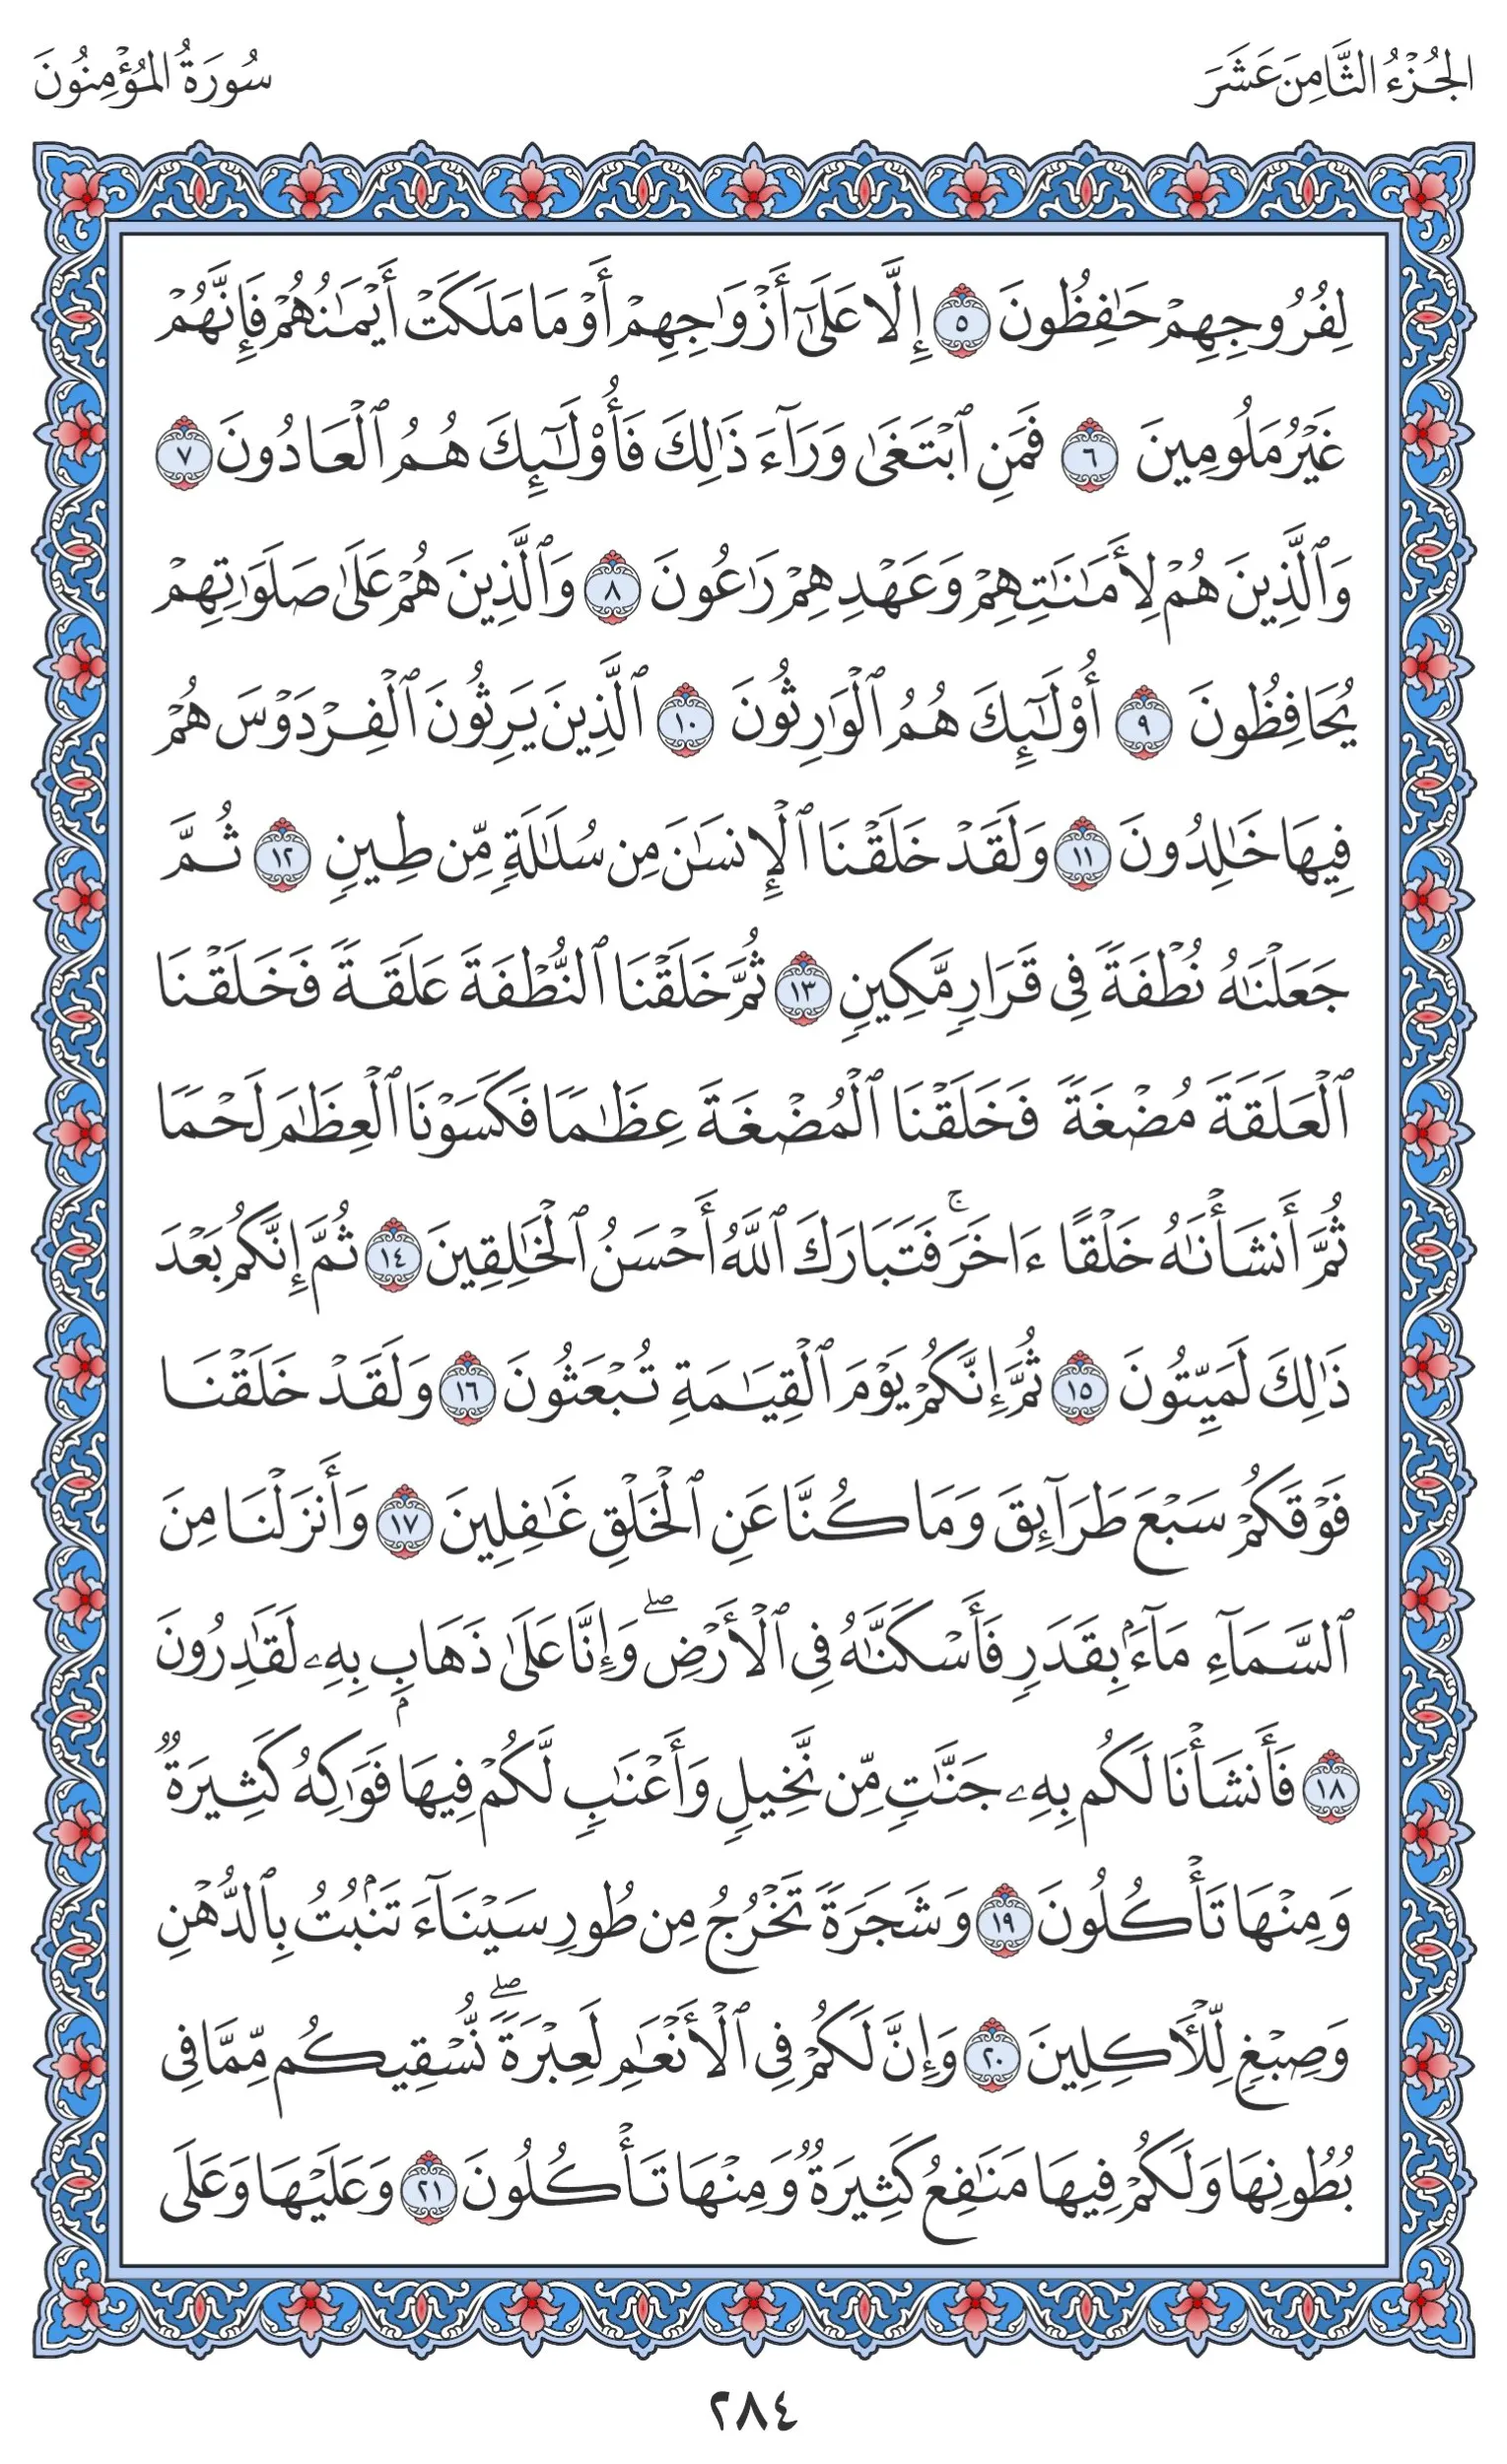 الجُزْءُ الثَّامِنَ عَشَرَ
سُورَةُ المُؤْمِنُونَ
لِفُرُوجِهِمۡ حَٰفِظُونَ ٥ إِلَّا عَلَىٰٓ أَزۡوَٰجِهِمۡ أَوۡ مَا مَلَكَتۡ أَيۡمَٰنُهُمۡ فَإِنَّهُمۡ
غَيۡرُ مَلُومِينَ ٦ فَمَنِ ٱبۡتَغَىٰ وَرَآءَ ذَٰلِكَ فَأُوْلَٰٓئِكَ هُمُ ٱلۡعَادُونَ ٧
وَٱلَّذِينَ هُمۡ لِأَمَٰنَٰتِهِمۡ وَعَهۡدِهِمۡ رَٰعُونَ ٨ وَٱلَّذِينَ هُمۡ عَلَىٰ صَلَوَٰتِهِمۡ
يُحَافِظُونَ ٩ أُوْلَٰٓئِكَ هُمُ ٱلۡوَٰرِثُونَ ١٠ ٱلَّذِينَ يَرِثُونَ ٱلۡفِرۡدَوۡسَ هُمۡ
فِيهَا خَٰلِدُونَ ١١ وَلَقَدۡ خَلَقۡنَا ٱلۡإِنسَٰنَ مِن سُلَٰلَةٖ مِّن طِينٖ ١٢ ثُمَّ
جَعَلۡنَٰهُ نُطۡفَةٗ فِي قَرَارٖ مَّكِينٖ ١٣ ثُمَّ خَلَقۡنَا ٱلنُّطۡفَةَ عَلَقَةٗ فَخَلَقۡنَا
ٱلۡعَلَقَةَ مُضۡغَةٗ فَخَلَقۡنَا ٱلۡمُضۡغَةَ عِظَٰمٗا فَكَسَوۡنَا ٱلۡعِظَٰمَ لَحۡمٗا
ثُمَّ أَنشَأۡنَٰهُ خَلۡقًا ءَاخَرَۚ فَتَبَارَكَ ٱللَّهُ أَحۡسَنُ ٱلۡخَٰلِقِينَ ١٤ ثُمَّ إِنَّكُم بَعۡدَ
ذَٰلِكَ لَمَيِّتُونَ ١٥ ثُمَّ إِنَّكُمۡ يَوۡمَ ٱلۡقِيَٰمَةِ تُبۡعَثُونَ ١٦ وَلَقَدۡ خَلَقۡنَا
فَوۡقَكُمۡ سَبۡعَ طَرَآئِقَ وَمَا كُنَّا عَنِ ٱلۡخَلۡقِ غَٰفِلِينَ ١٧ وَأَنزَلۡنَا مِنَ
ٱلسَّمَآءِ مَآءَۢ بِقَدَرٖ فَأَسۡكَنَّٰهُ فِي ٱلۡأَرۡضِۖ وَإِنَّا عَلَىٰ ذَهَابِۭ بِهِۦ لَقَٰدِرُونَ
١٨ فَأَنشَأۡنَا لَكُم بِهِۦ جَنَّٰتٖ مِّن نَّخِيلٖ وَأَعۡنَٰبٖ لَّكُمۡ فِيهَا فَوَٰكِهُ كَثِيرَةٞ
وَمِنۡهَا تَأۡكُلُونَ ١٩ وَشَجَرَةٗ تَخۡرُجُ مِن طُورِ سَيۡنَآءَ تَنۢبُتُ بِٱلدُّهۡنِ
وَصِبۡغٖ لِّلۡأٓكِلِينَ ٢٠ وَإِنَّ لَكُمۡ فِي ٱلۡأَنۡعَٰمِ لَعِبۡرَةٗۖ نُّسۡقِيكُم مِّمَّا فِي
بُطُونِهَا وَلَكُمۡ فِيهَا مَنَٰفِعُ كَثِيرَةٞ وَمِنۡهَا تَأۡكُلُونَ ٢١ وَعَلَيۡهَا وَعَلَى
٢٨٤